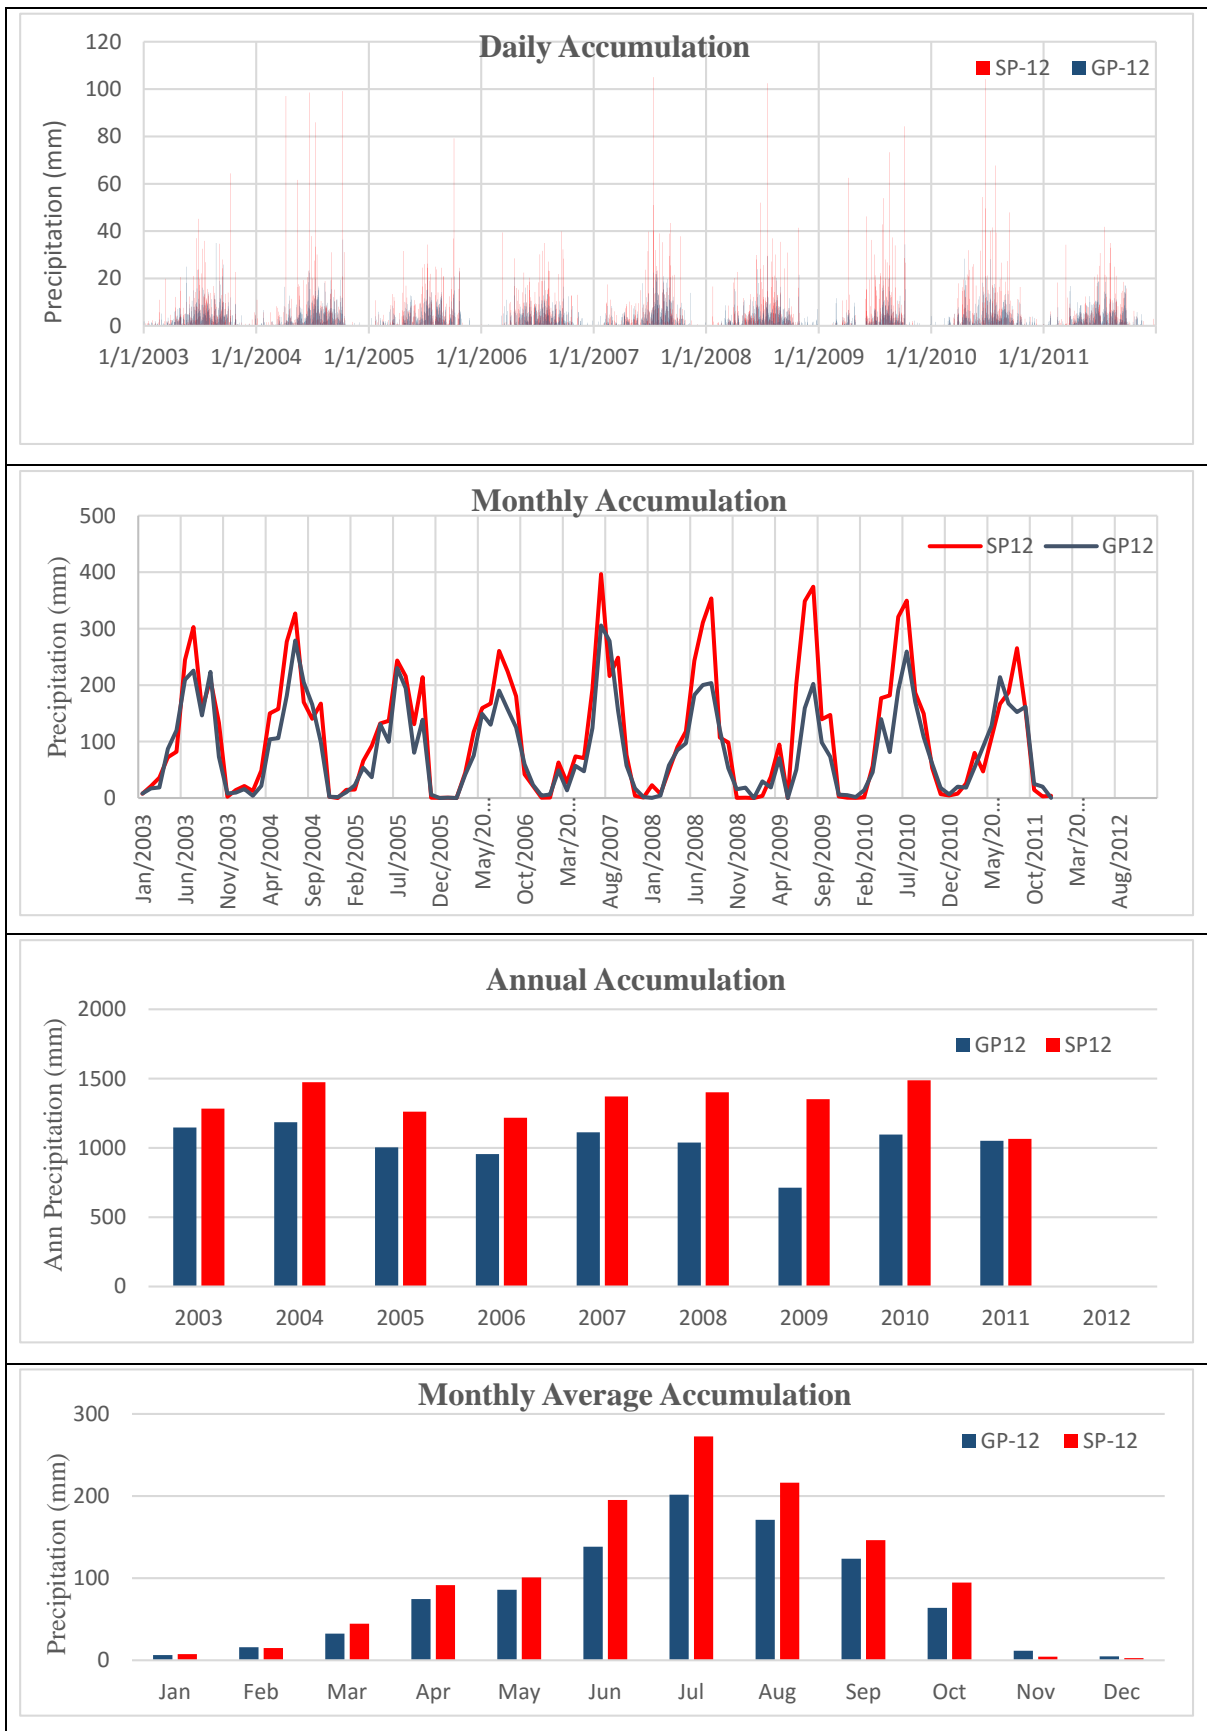 Daily Accumulation
SP-12 GP-12
Precipitation (mm)
120
100
80
60
40
20
0
1/1/2003 1/1/2004 1/1/2005 1/1/2006 1/1/2007 1/1/2008 1/1/2009 1/1/2010 1/1/2011
Monthly Accumulation
SP12 GP12
Precipitation (mm)
500
400
300
200
100
0
Jan/2003 Jun/2003 Nov/2003 Apr/2004 Sep/2004 Feb/2005 Jul/2005 Dec/2005 May/20... Oct/2006 Mar/20... Aug/2007 Jan/2008 Jun/2008 Nov/2008 Apr/2009 Sep/2009 Feb/2010 Jul/2010 Dec/2010 May/20... Oct/2011 Mar/20... Aug/2012
Annual Accumulation
GP12 SP12
Ann Precipitation (mm)
2000
1500
1000
500
0
2003 2004 2005 2006 2007 2008 2009 2010 2011 2012
Monthly Average Accumulation
GP-12 SP-12
Precipitation (mm)
300
200
100
0
Jan Feb Mar Apr May Jun Jul Aug Sep Oct Nov Dec